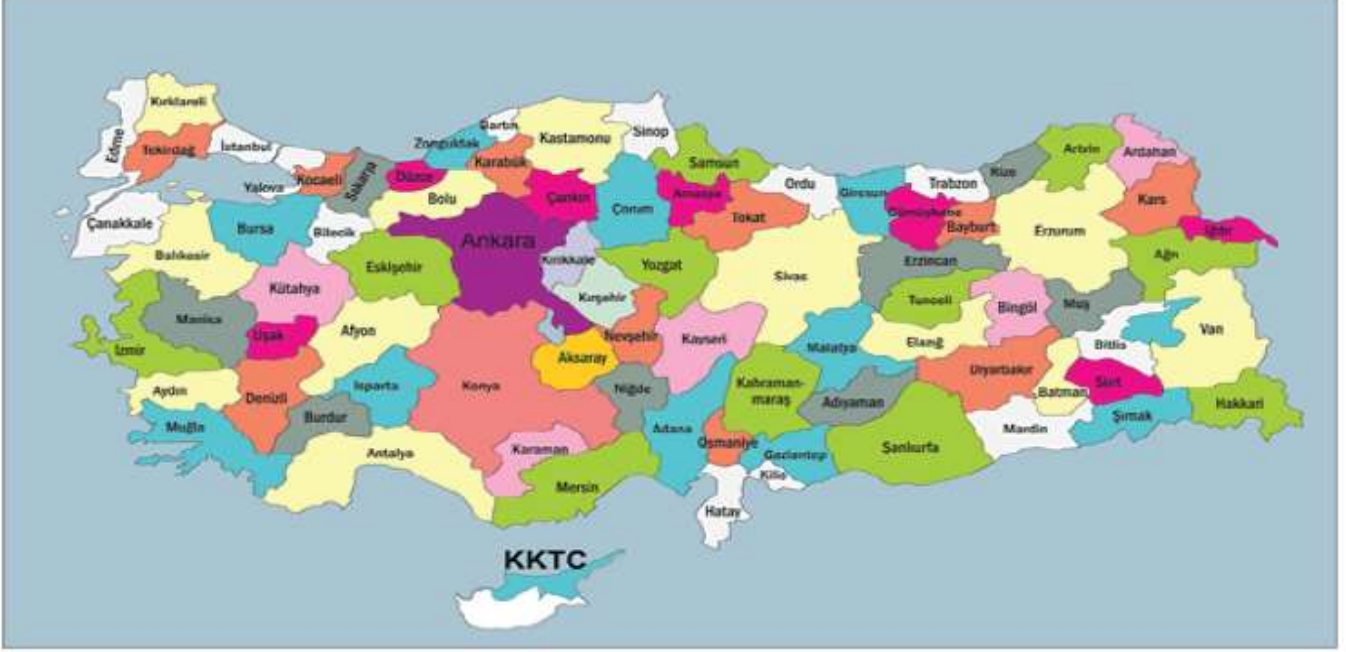 Kırklareli
Edirne
Tekirdağ
İstanbul
Yalova
Kocaeli
Sakarya
Düzce
Zonguldak
Bartın
Karabük
Kastamonu
Sinop
Samsun
Çankırı
Çorum
Amasya
Tokat
Ordu
Giresun
Gümüşhane
Trabzon
Bayburt
Rize
Artvin
Ardahan
Kars
Iğdır
Çanakkale
Balıkesir
Bursa
Bilecik
Bolu
Eskişehir
Ankara
Kırıkkale
Kırşehir
Yozgat
Sivas
Erzincan
Erzurum
Ağrı
Kütahya
Manisa
Uşak
İzmir
Afyon
Aydın
Denizli
Isparta
Burdur
Muğla
Antalya
Konya
Aksaray
Nevşehir
Niğde
Kayseri
Karaman
Mersin
Adana
Malatya
Kahraman-
maraş
Adıyaman
Osmaniye
Gaziantep
Kilis
Hatay
Şanlıurfa
Tunceli
Elazığ
Bingöl
Muş
Bitlis
Van
Diyarbakır
Batman
Siirt
Mardin
Şırnak
Hakkari
KKTC